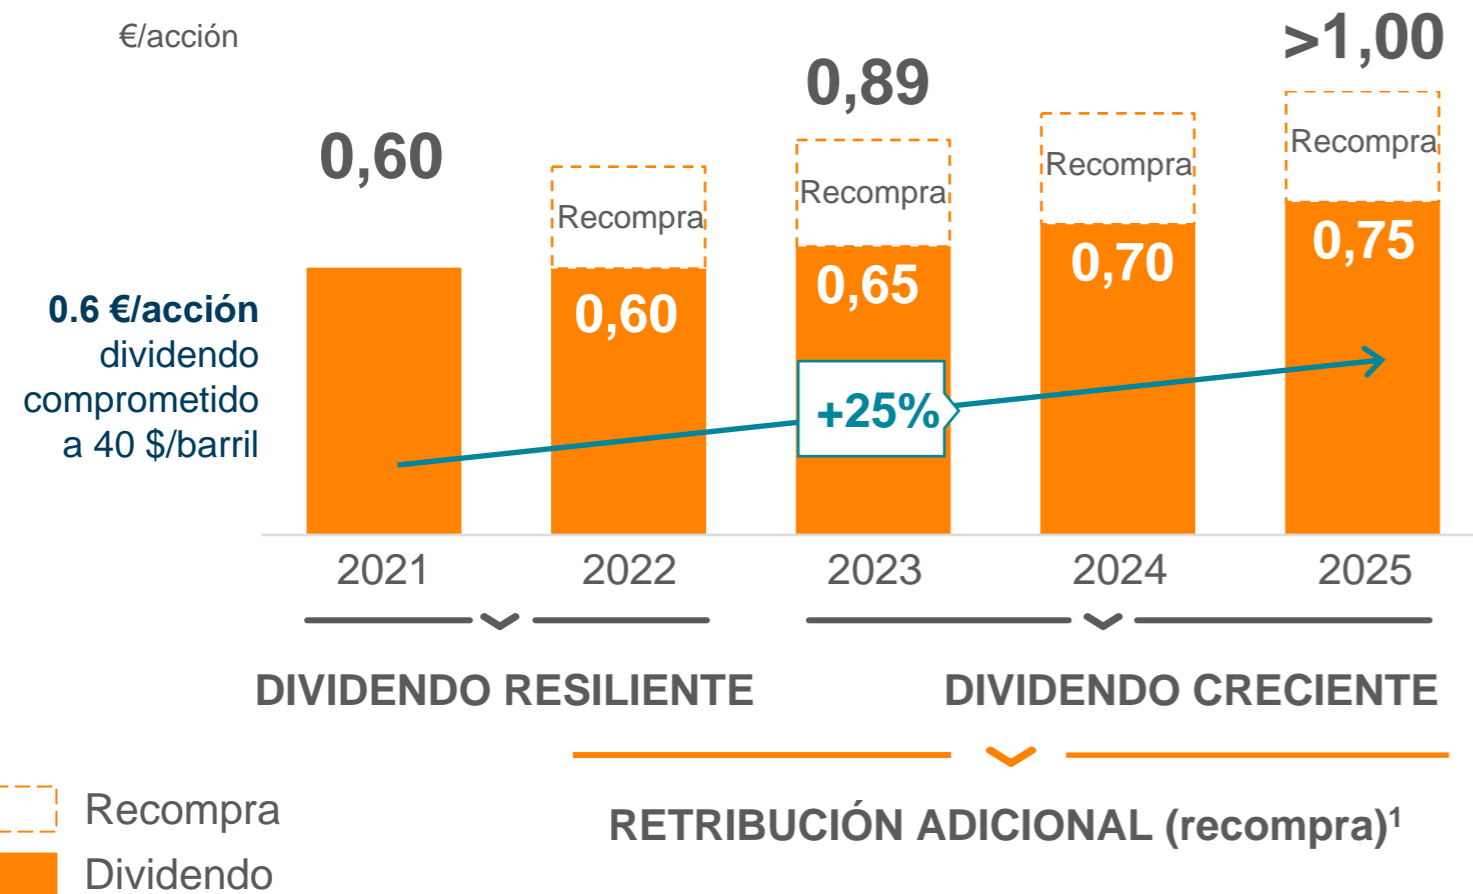 €/acción
0,60
0,89
>1,00
Recompra
Recompra
Recompra
Recompra
0,60
0,65
0,70
0,75
0.6 €/acción
dividendo
comprometido
a 40 $/barril
+25%
2021
2022
2023
2024
2025
DIVIDENDO RESILIENTE
DIVIDENDO CRECIENTE
RETRIBUCIÓN ADICIONAL (recompra)¹
Recompra
Dividendo